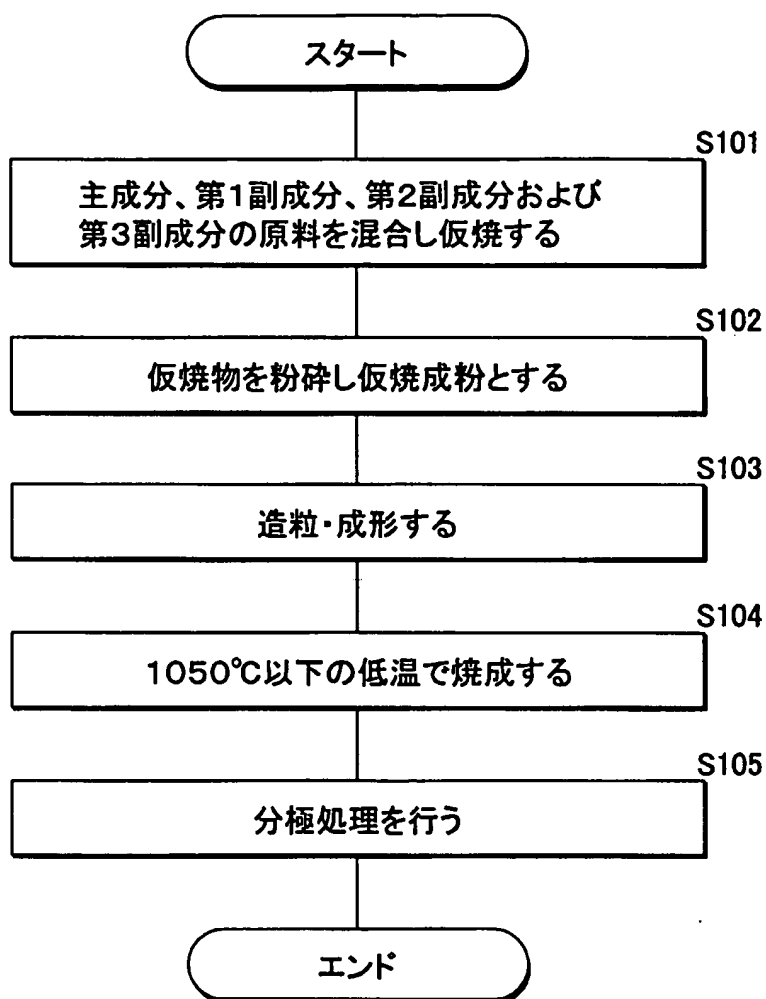 スタート
S101
主成分、第1副成分、第2副成分および
第3副成分の原料を混合し仮焼する
S102
仮焼物を粉砕し仮焼成粉とする
S103
造粒・成形する
S104
1050℃以下の低温で焼成する
S105
分極処理を行う
エンド